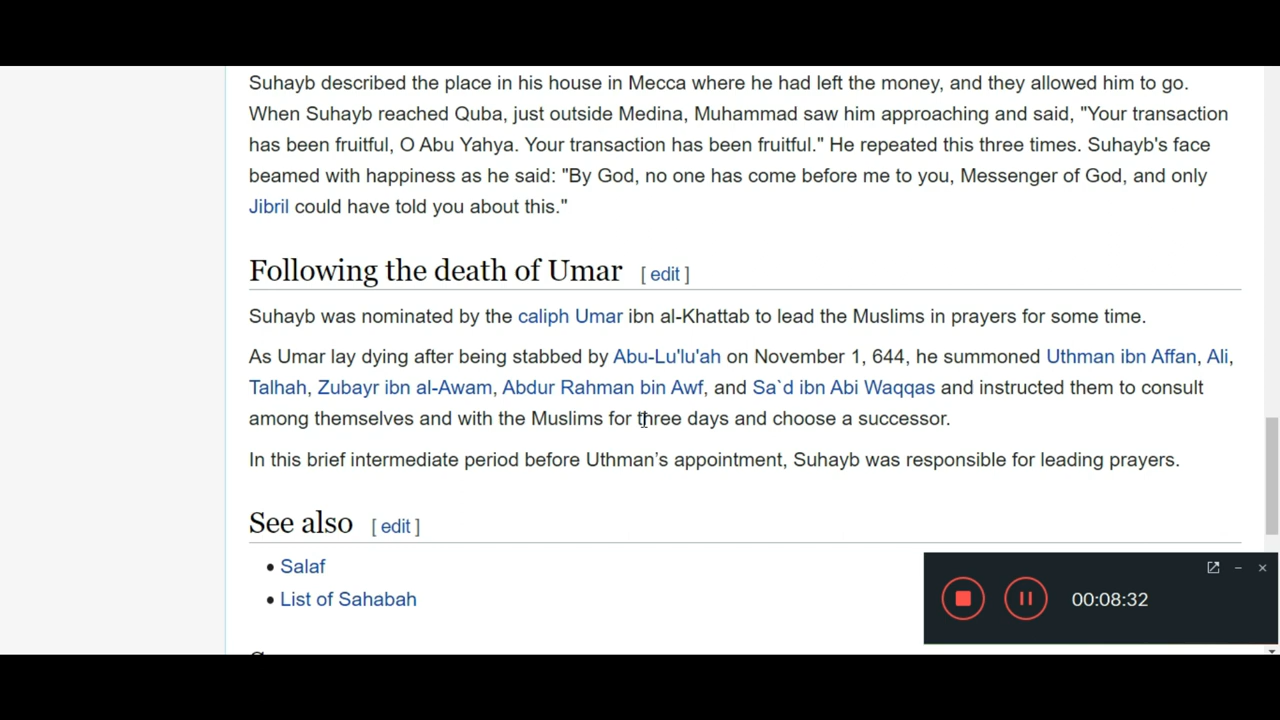 Suhayb described the place in his house in Mecca where he had left the money, and they allowed him to go.
When Suhayb reached Quba, just outside Medina, Muhammad saw him approaching and said, "Your transaction
has been fruitful, O Abu Yahya. Your transaction has been fruitful." He repeated this three times. Suhayb's face
beamed with happiness as he said: "By God, no one has come before me to you, Messenger of God, and only
Jibril could have told you about this."
Following the death of Umar [ edit ]
Suhayb was nominated by the caliph Umar ibn al-Khattab to lead the Muslims in prayers for some time.
As Umar lay dying after being stabbed by Abu-Lu'lu'ah on November 1, 644, he summoned Uthman ibn Affan, Ali,
Talhah, Zubayr ibn al-Awam, Abdur Rahman bin Awf, and Sa`d ibn Abi Waqqas and instructed them to consult
among themselves and with the Muslims for three days and choose a successor.
In this brief intermediate period before Uthman’s appointment, Suhayb was responsible for leading prayers.
See also [ edit ]
• Salaf
• List of Sahabah
00:08:32